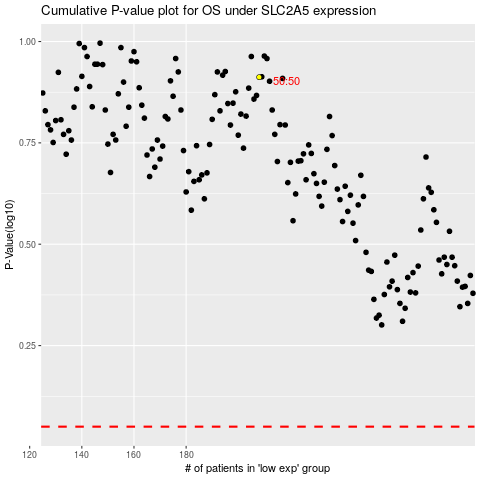 Cumulative P-value plot for OS under SLC2A5 expression
P-Value(log10)
1.00
0.75
0.50
0.25
50:50
120 140 160 180
# of patients in 'low exp' group